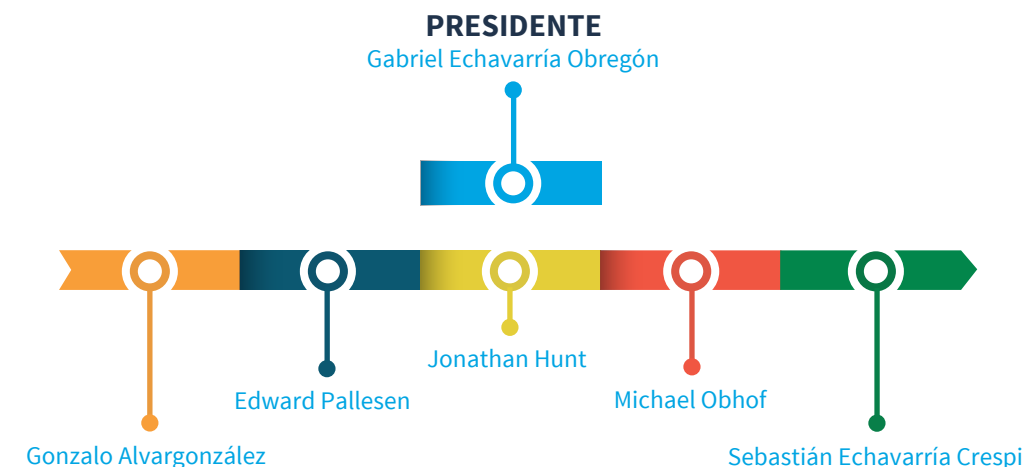 PRESIDENTE
Gabriel Echavarría Obregón
Jonathan Hunt
Edward Pallesen
Michael Obhof
Gonzalo Alvargonzález
Sebastián Echavarría Crespi